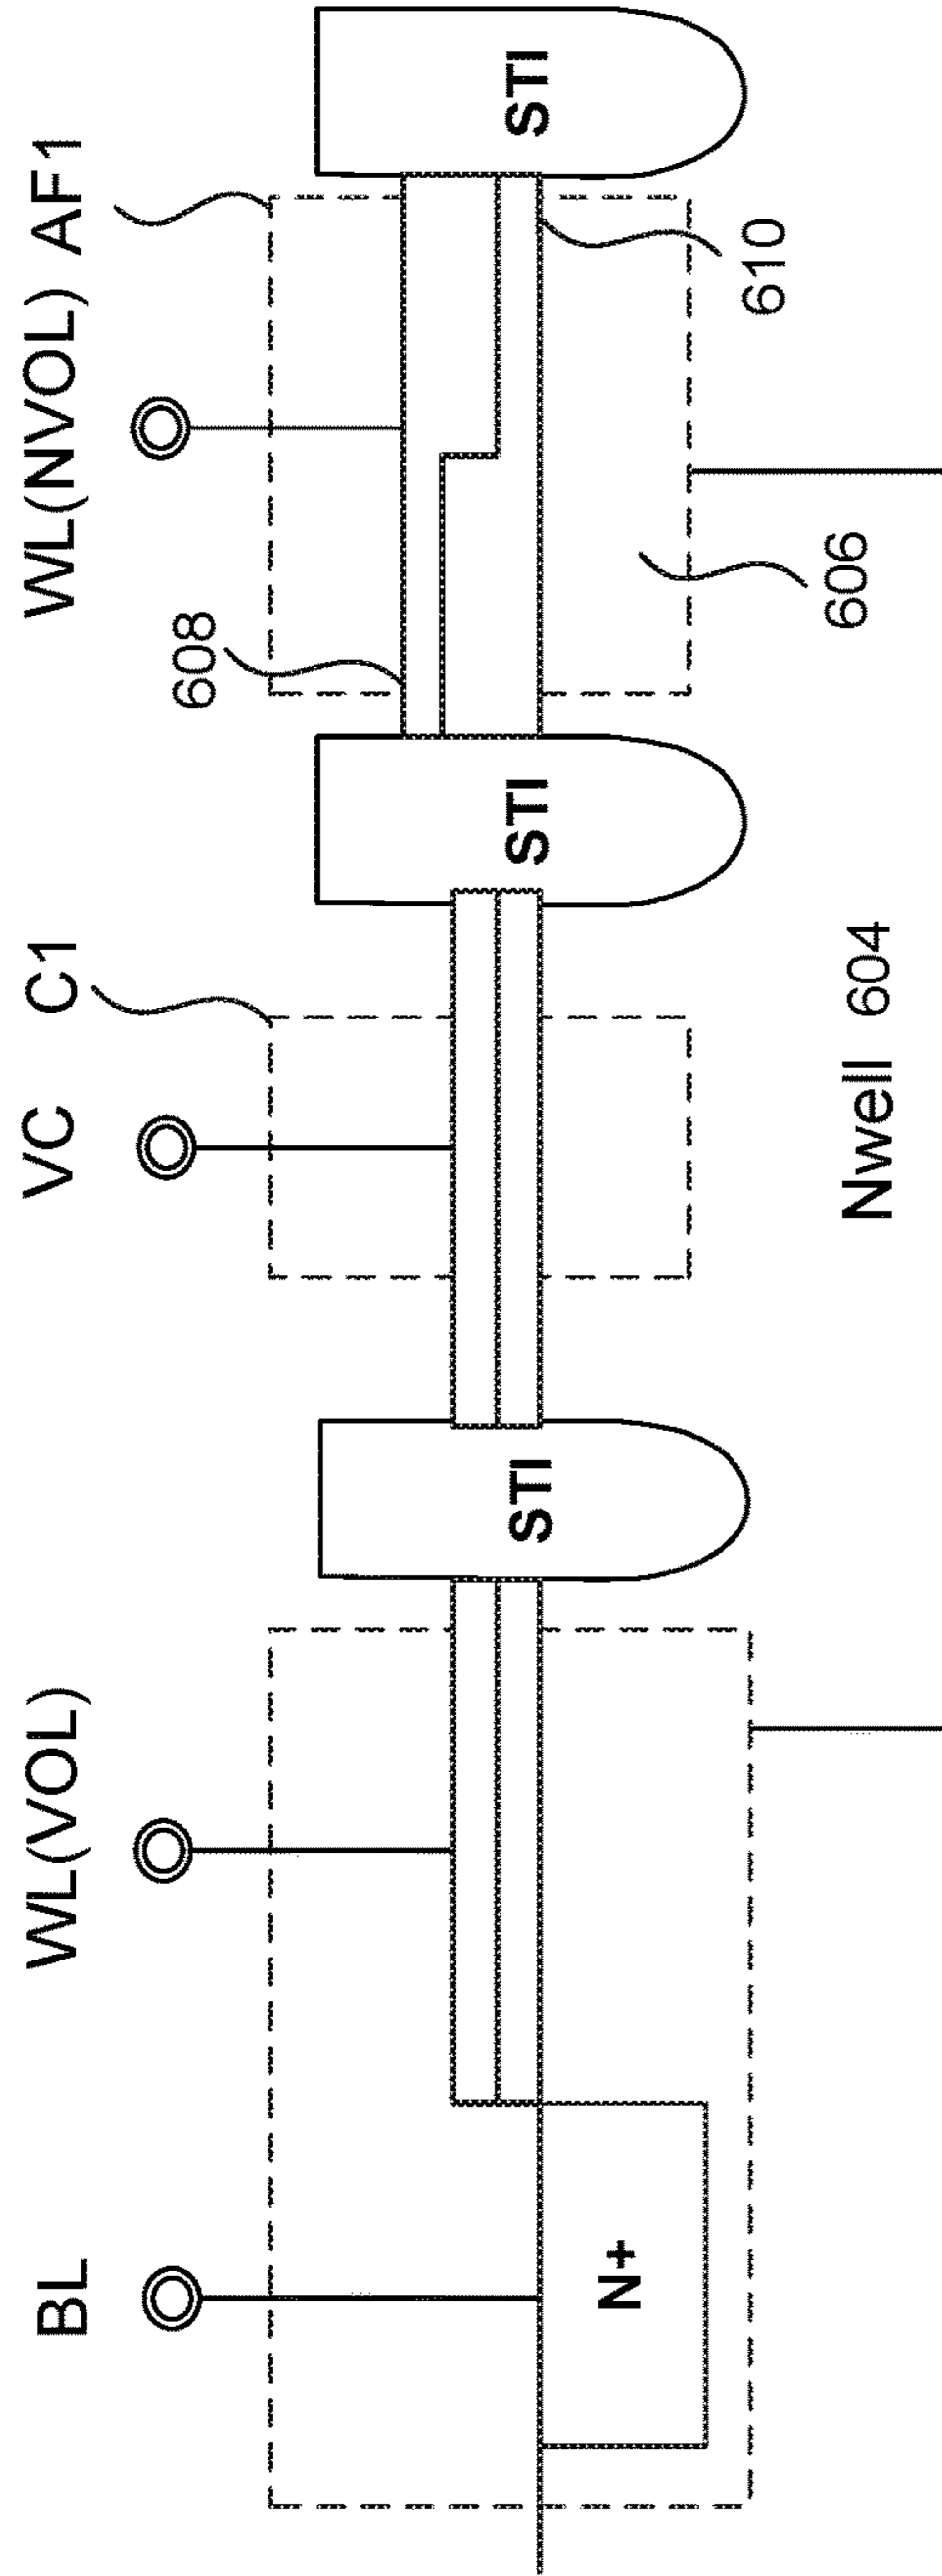 BL
WL(VOL)
VC
C1
WL(NVOL)
AF1
608
STI
STI
STI
N+
610
606
Nwell 604